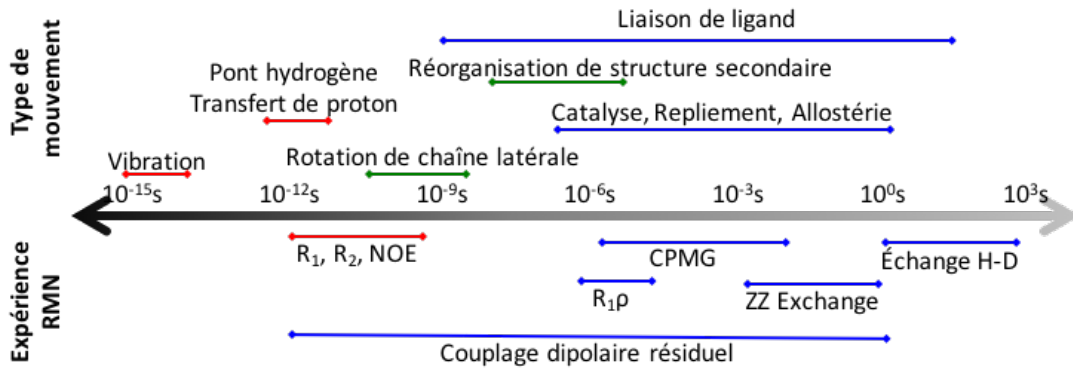 Type de
mouvement
Liaison de ligand
Pont hydrogène
Transfert de proton
Réorganisation de structure secondaire
Catalyse, Repliement, Allostérie
Vibration
Rotation de chaîne latérale
10⁻¹⁵s 10⁻¹²s 10⁻⁹s 10⁻⁶s 10⁻³s 10⁰s 10³s
Expérience
RMN
R₁, R₂, NOE
CPMG
Échange H-D
R₁ρ
ZZ Exchange
Couplage dipolaire résiduel